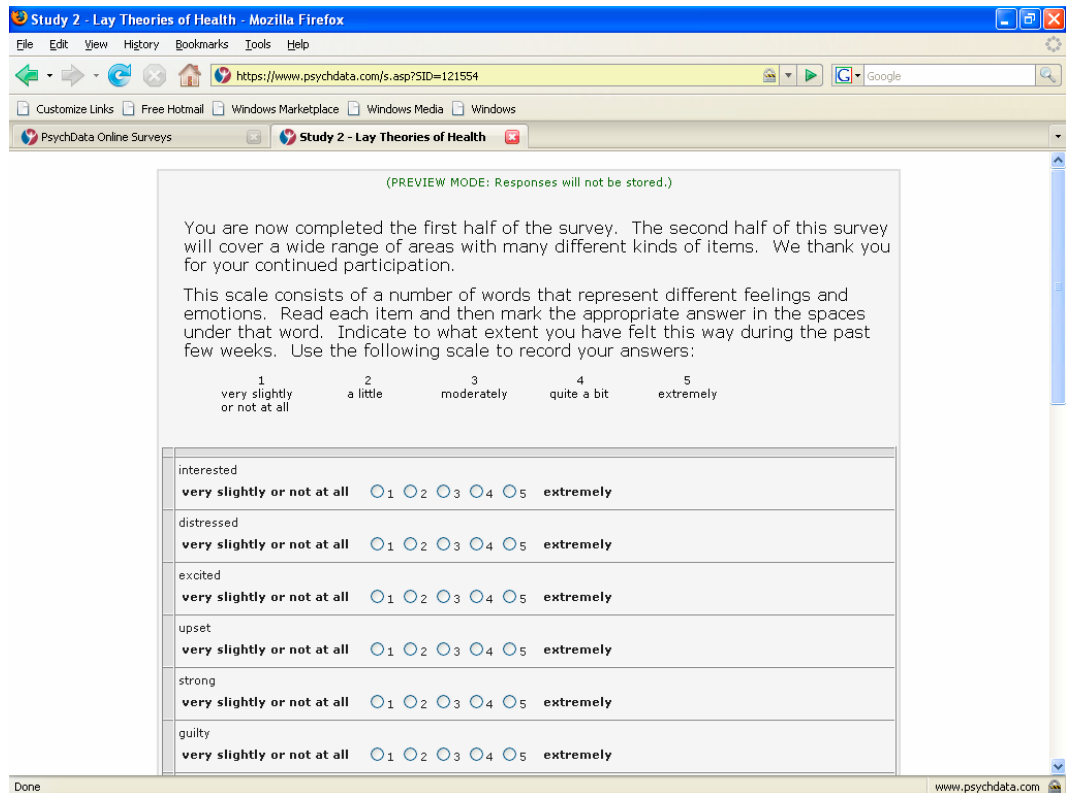 Study 2 - Lay Theories of Health - Mozilla Firefox
File Edit View History Bookmarks Tools Help
https://www.psychdata.com/s.asp?SID=121554
G Google
Customize Links Free Hotmail Windows Marketplace Windows Media Windows
PsychData Online Surveys Study 2 - Lay Theories of Health
(PREVIEW MODE: Responses will not be stored.)
You are now completed the first half of the survey. The second half of this survey
will cover a wide range of areas with many different kinds of items. We thank you
for your continued participation.
This scale consists of a number of words that represent different feelings and
emotions. Read each item and then mark the appropriate answer in the spaces
under that word. Indicate to what extent you have felt this way during the past
few weeks. Use the following scale to record your answers:
1 2 3 4 5
very slightly a little moderately quite a bit extremely
or not at all
interested
very slightly or not at all 1 2 3 4 5 extremely
distressed
very slightly or not at all 1 2 3 4 5 extremely
excited
very slightly or not at all 1 2 3 4 5 extremely
upset
very slightly or not at all 1 2 3 4 5 extremely
strong
very slightly or not at all 1 2 3 4 5 extremely
guilty
very slightly or not at all 1 2 3 4 5 extremely
Done www.psychdata.com